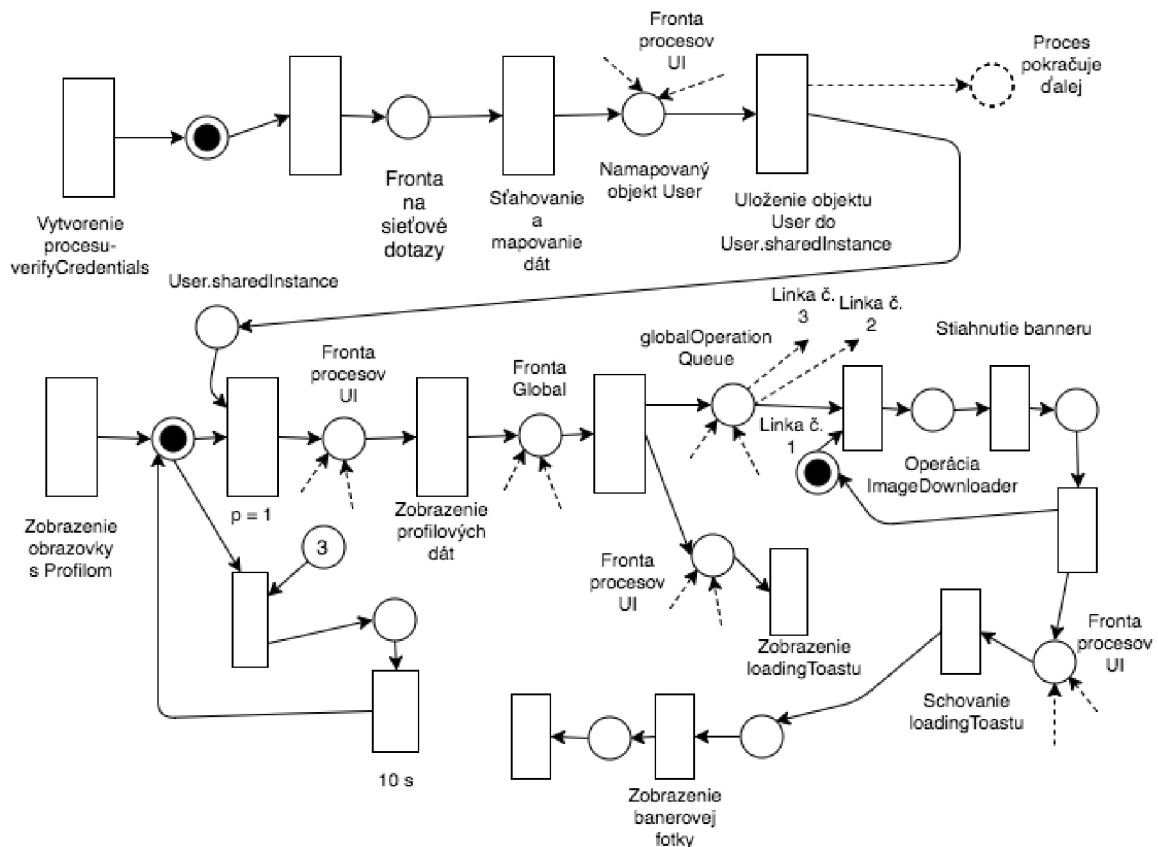 Fronta
procesov
UI
Proces
pokračuje
ďalej
Vytvorenie
procesu-
verifyCredentials
Fronta
na
sieťové
dotazy
Sťahovanie
a
mapovanie
dát
Namapovaný
objekt User
Uloženie objektu
User do
User.sharedInstance
User.sharedInstance
Linka č.
3
Linka č.
2
globalOperation
Queue
Stiahnutie banneru
Fronta
procesov
UI
Fronta
Global
Linka č.
1
Operácia
ImageDownloader
Zobrazenie
obrazovky
s Profilom
p = 1
Zobrazenie
profilových
dát
3
Fronta
procesov
UI
Zobrazenie
loadingToastu
Fronta
procesov
UI
Schovanie
loadingToastu
10 s
Zobrazenie
banerovej
fotky